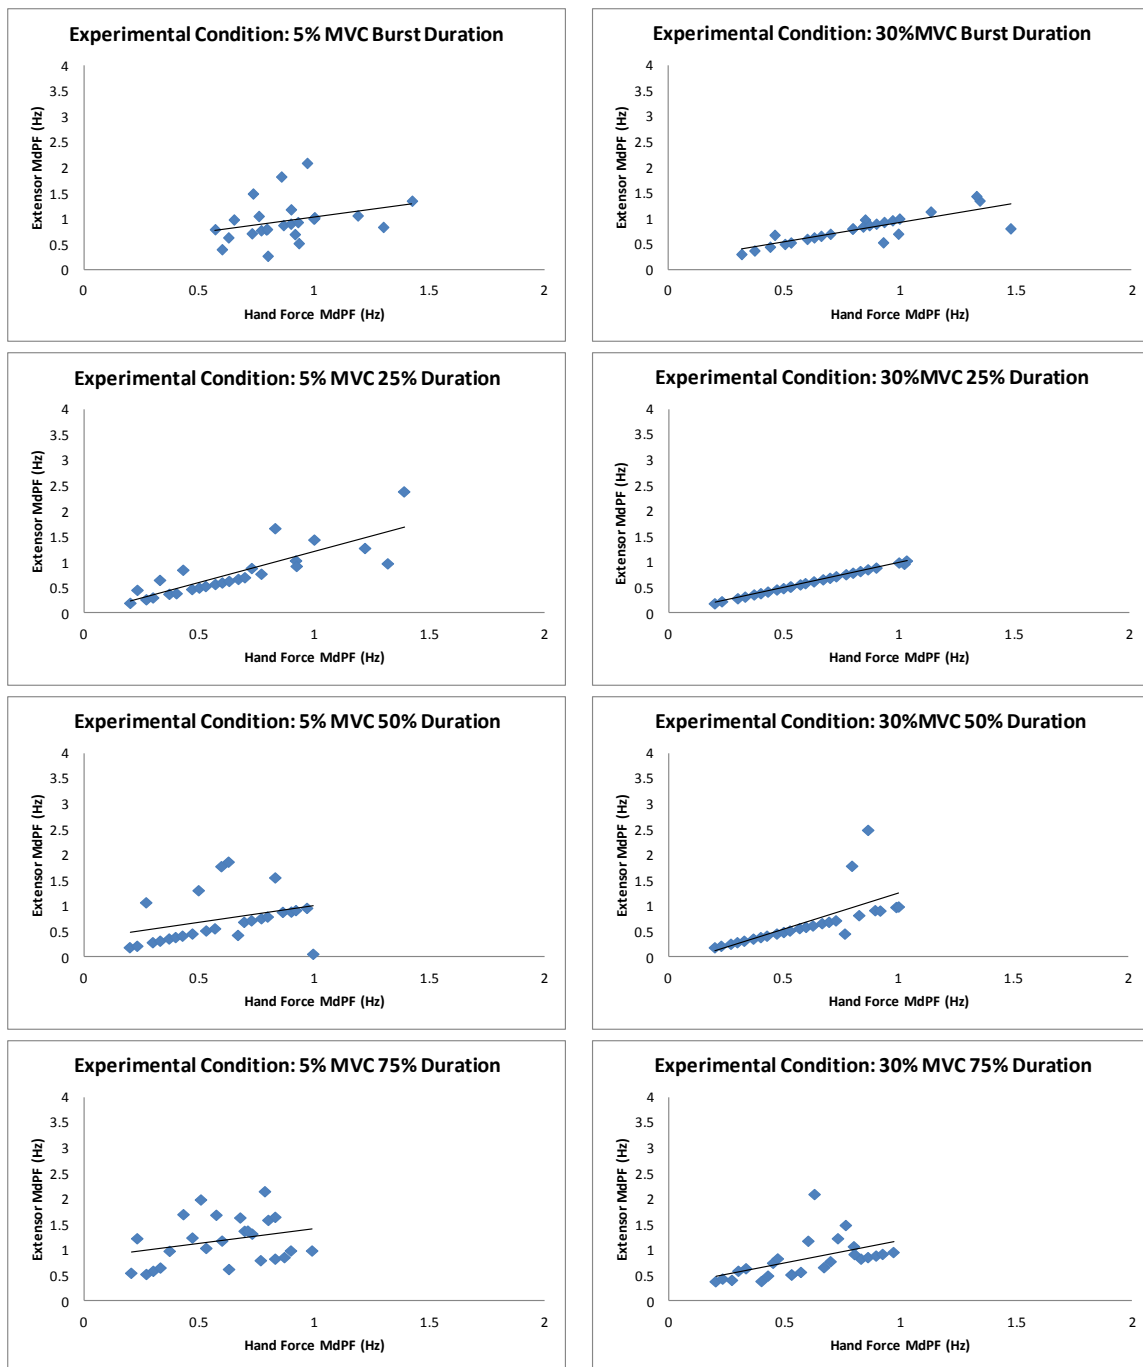 Experimental Condition: 5% MVC Burst Duration
4
3.5
3
2.5
2
1.5
1
0.5
0
Extensor MdPF (Hz)
0 0.5 1 1.5 2
Hand Force MdPF (Hz)
Experimental Condition: 30%MVC Burst Duration
4
3.5
3
2.5
2
1.5
1
0.5
0
Extensor MdPF (Hz)
0 0.5 1 1.5 2
Hand Force MdPF (Hz)
Experimental Condition: 5% MVC 25% Duration
4
3.5
3
2.5
2
1.5
1
0.5
0
Extensor MdPF (Hz)
0 0.5 1 1.5 2
Hand Force MdPF (Hz)
Experimental Condition: 30%MVC 25% Duration
4
3.5
3
2.5
2
1.5
1
0.5
0
Extensor MdPF (Hz)
0 0.5 1 1.5 2
Hand Force MdPF (Hz)
Experimental Condition: 5% MVC 50% Duration
4
3.5
3
2.5
2
1.5
1
0.5
0
Extensor MdPF (Hz)
0 0.5 1 1.5 2
Hand Force MdPF (Hz)
Experimental Condition: 30%MVC 50% Duration
4
3.5
3
2.5
2
1.5
1
0.5
0
Extensor MdPF (Hz)
0 0.5 1 1.5 2
Hand Force MdPF (Hz)
Experimental Condition: 5% MVC 75% Duration
4
3.5
3
2.5
2
1.5
1
0.5
0
Extensor MdPF (Hz)
0 0.5 1 1.5 2
Hand Force MdPF (Hz)
Experimental Condition: 30% MVC 75% Duration
4
3.5
3
2.5
2
1.5
1
0.5
0
Extensor MdPF (Hz)
0 0.5 1 1.5 2
Hand Force MdPF (Hz)